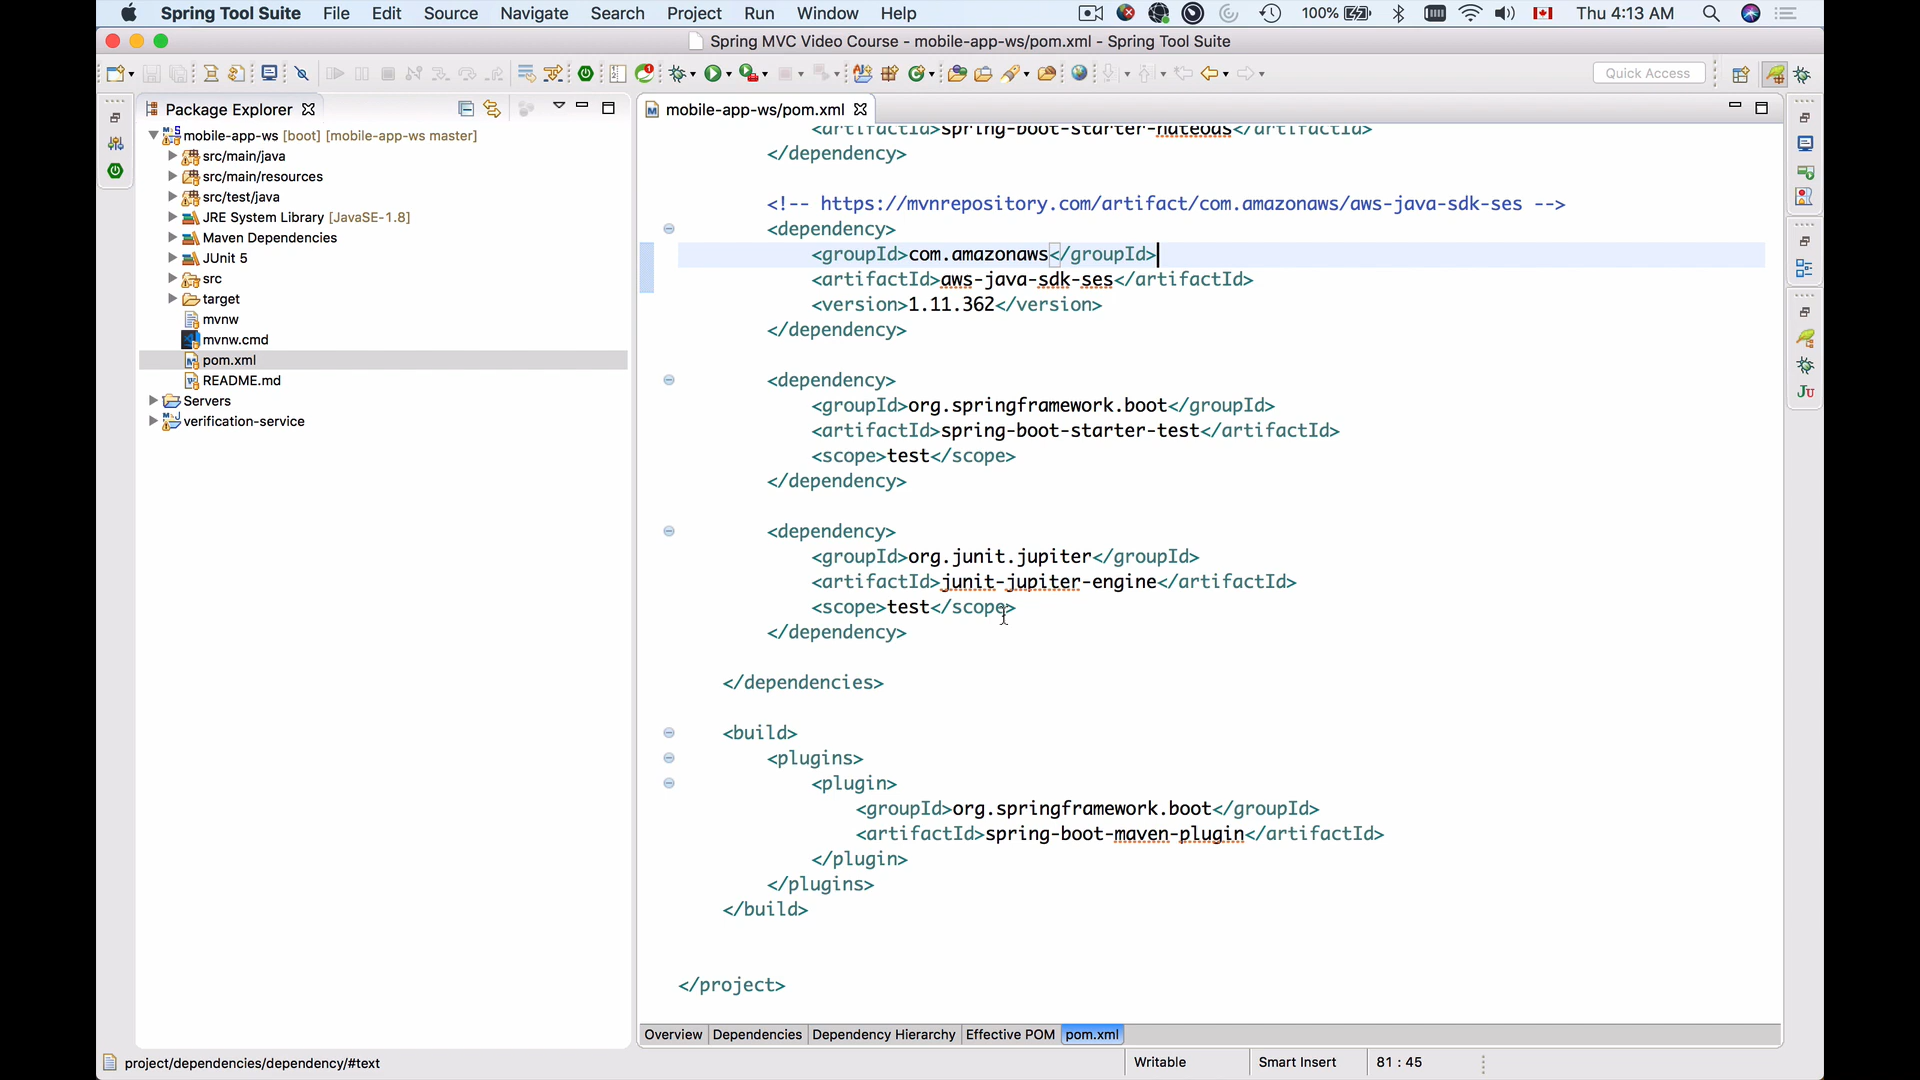 Spring Tool Suite File Edit Source Navigate Search Project Run Window Help 100% Thu 4:13 AM
Spring MVC Video Course - mobile-app-ws/pom.xml - Spring Tool Suite
Quick Access
Package Explorer
mobile-app-ws [boot] [mobile-app-ws master]
src/main/java
src/main/resources
src/test/java
JRE System Library [JavaSE-1.8]
Maven Dependencies
JUnit 5
src
target
mvnw
mvnw.cmd
pom.xml
README.md
Servers
verification-service
mobile-app-ws/pom.xml
<artifactId>spring-boot-starter-hateoas</artifactId>
</dependency>
<!-- https://mvnrepository.com/artifact/com.amazonaws/aws-java-sdk-ses -->
<dependency>
<groupId>com.amazonaws</groupId>
<artifactId>aws-java-sdk-ses</artifactId>
<version>1.11.362</version>
</dependency>
<dependency>
<groupId>org.springframework.boot</groupId>
<artifactId>spring-boot-starter-test</artifactId>
<scope>test</scope>
</dependency>
<dependency>
<groupId>org.junit.jupiter</groupId>
<artifactId>junit-jupiter-engine</artifactId>
<scope>test</scope>
</dependency>
</dependencies>
<build>
<plugins>
<plugin>
<groupId>org.springframework.boot</groupId>
<artifactId>spring-boot-maven-plugin</artifactId>
</plugin>
</plugins>
</build>
</project>
Overview Dependencies Dependency Hierarchy Effective POM pom.xml
project/dependencies/dependency/#text Writable Smart Insert 81 : 45